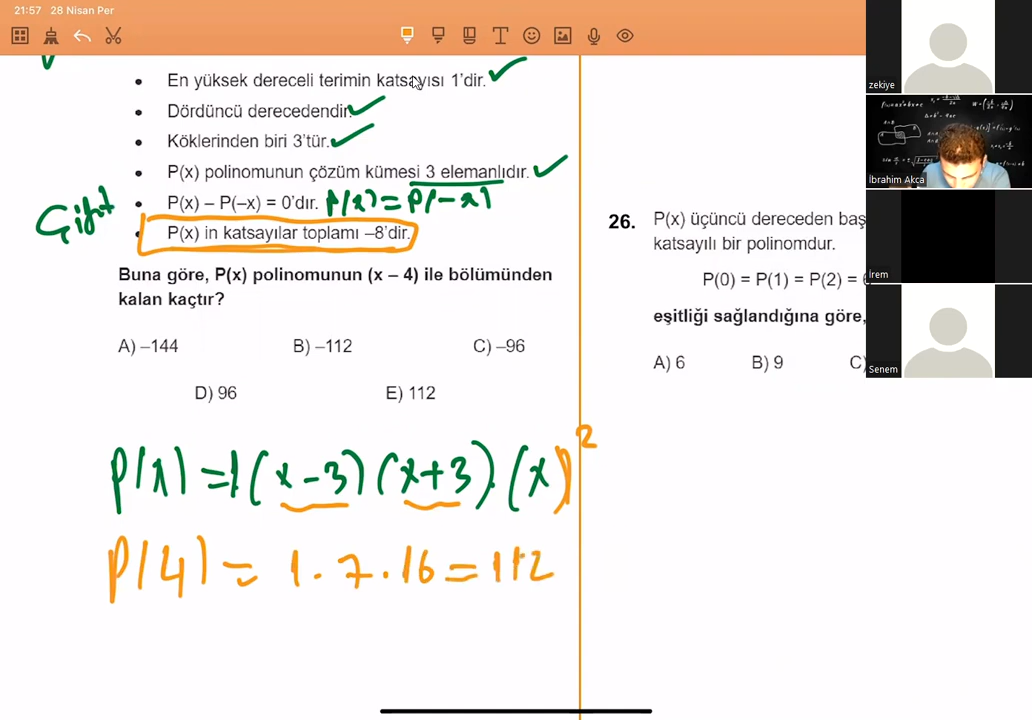 21:57 28 Nisan Per
• En yüksek dereceli terimin katsayısı 1'dir.
• Dördüncü derecedendir.
• Köklerinden biri 3'tür.
• P(x) polinomunun çözüm kümesi 3 elemanlıdır.
• P(x) – P(–x) = 0'dır. P(x) = P(-x)
Çift
• P(x) in katsayılar toplamı –8'dir.
Buna göre, P(x) polinomunun (x – 4) ile bölümünden
kalan kaçtır?
A) –144 B) –112 C) –96
D) 96 E) 112
P(x) = 1(x-3)(x+3).(x)²
P(4) = 1.7.16 = 112
26. P(x) üçüncü dereceden baş
katsayılı bir polinomdur.
P(0) = P(1) = P(2) =
eşitliği sağlandığına göre,
A) 6 B) 9 C)
zekiye
İbrahim Akca
İrem
Senem